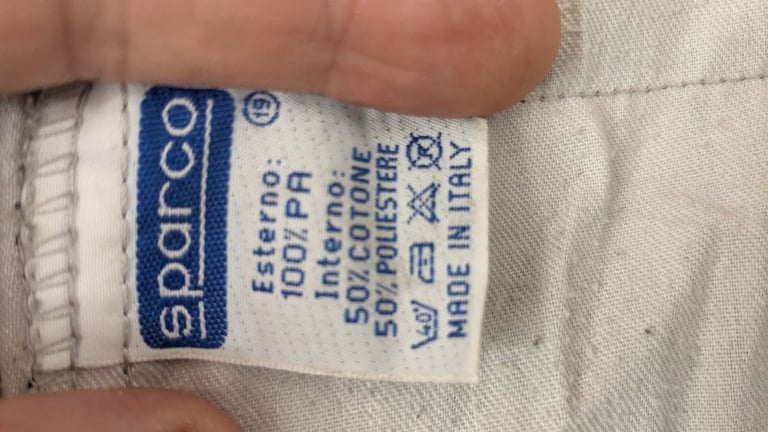 sparco
19
Esterno:
100% PA
Interno:
50% COTONE
50% POLIESTERE
40°
MADE IN ITALY